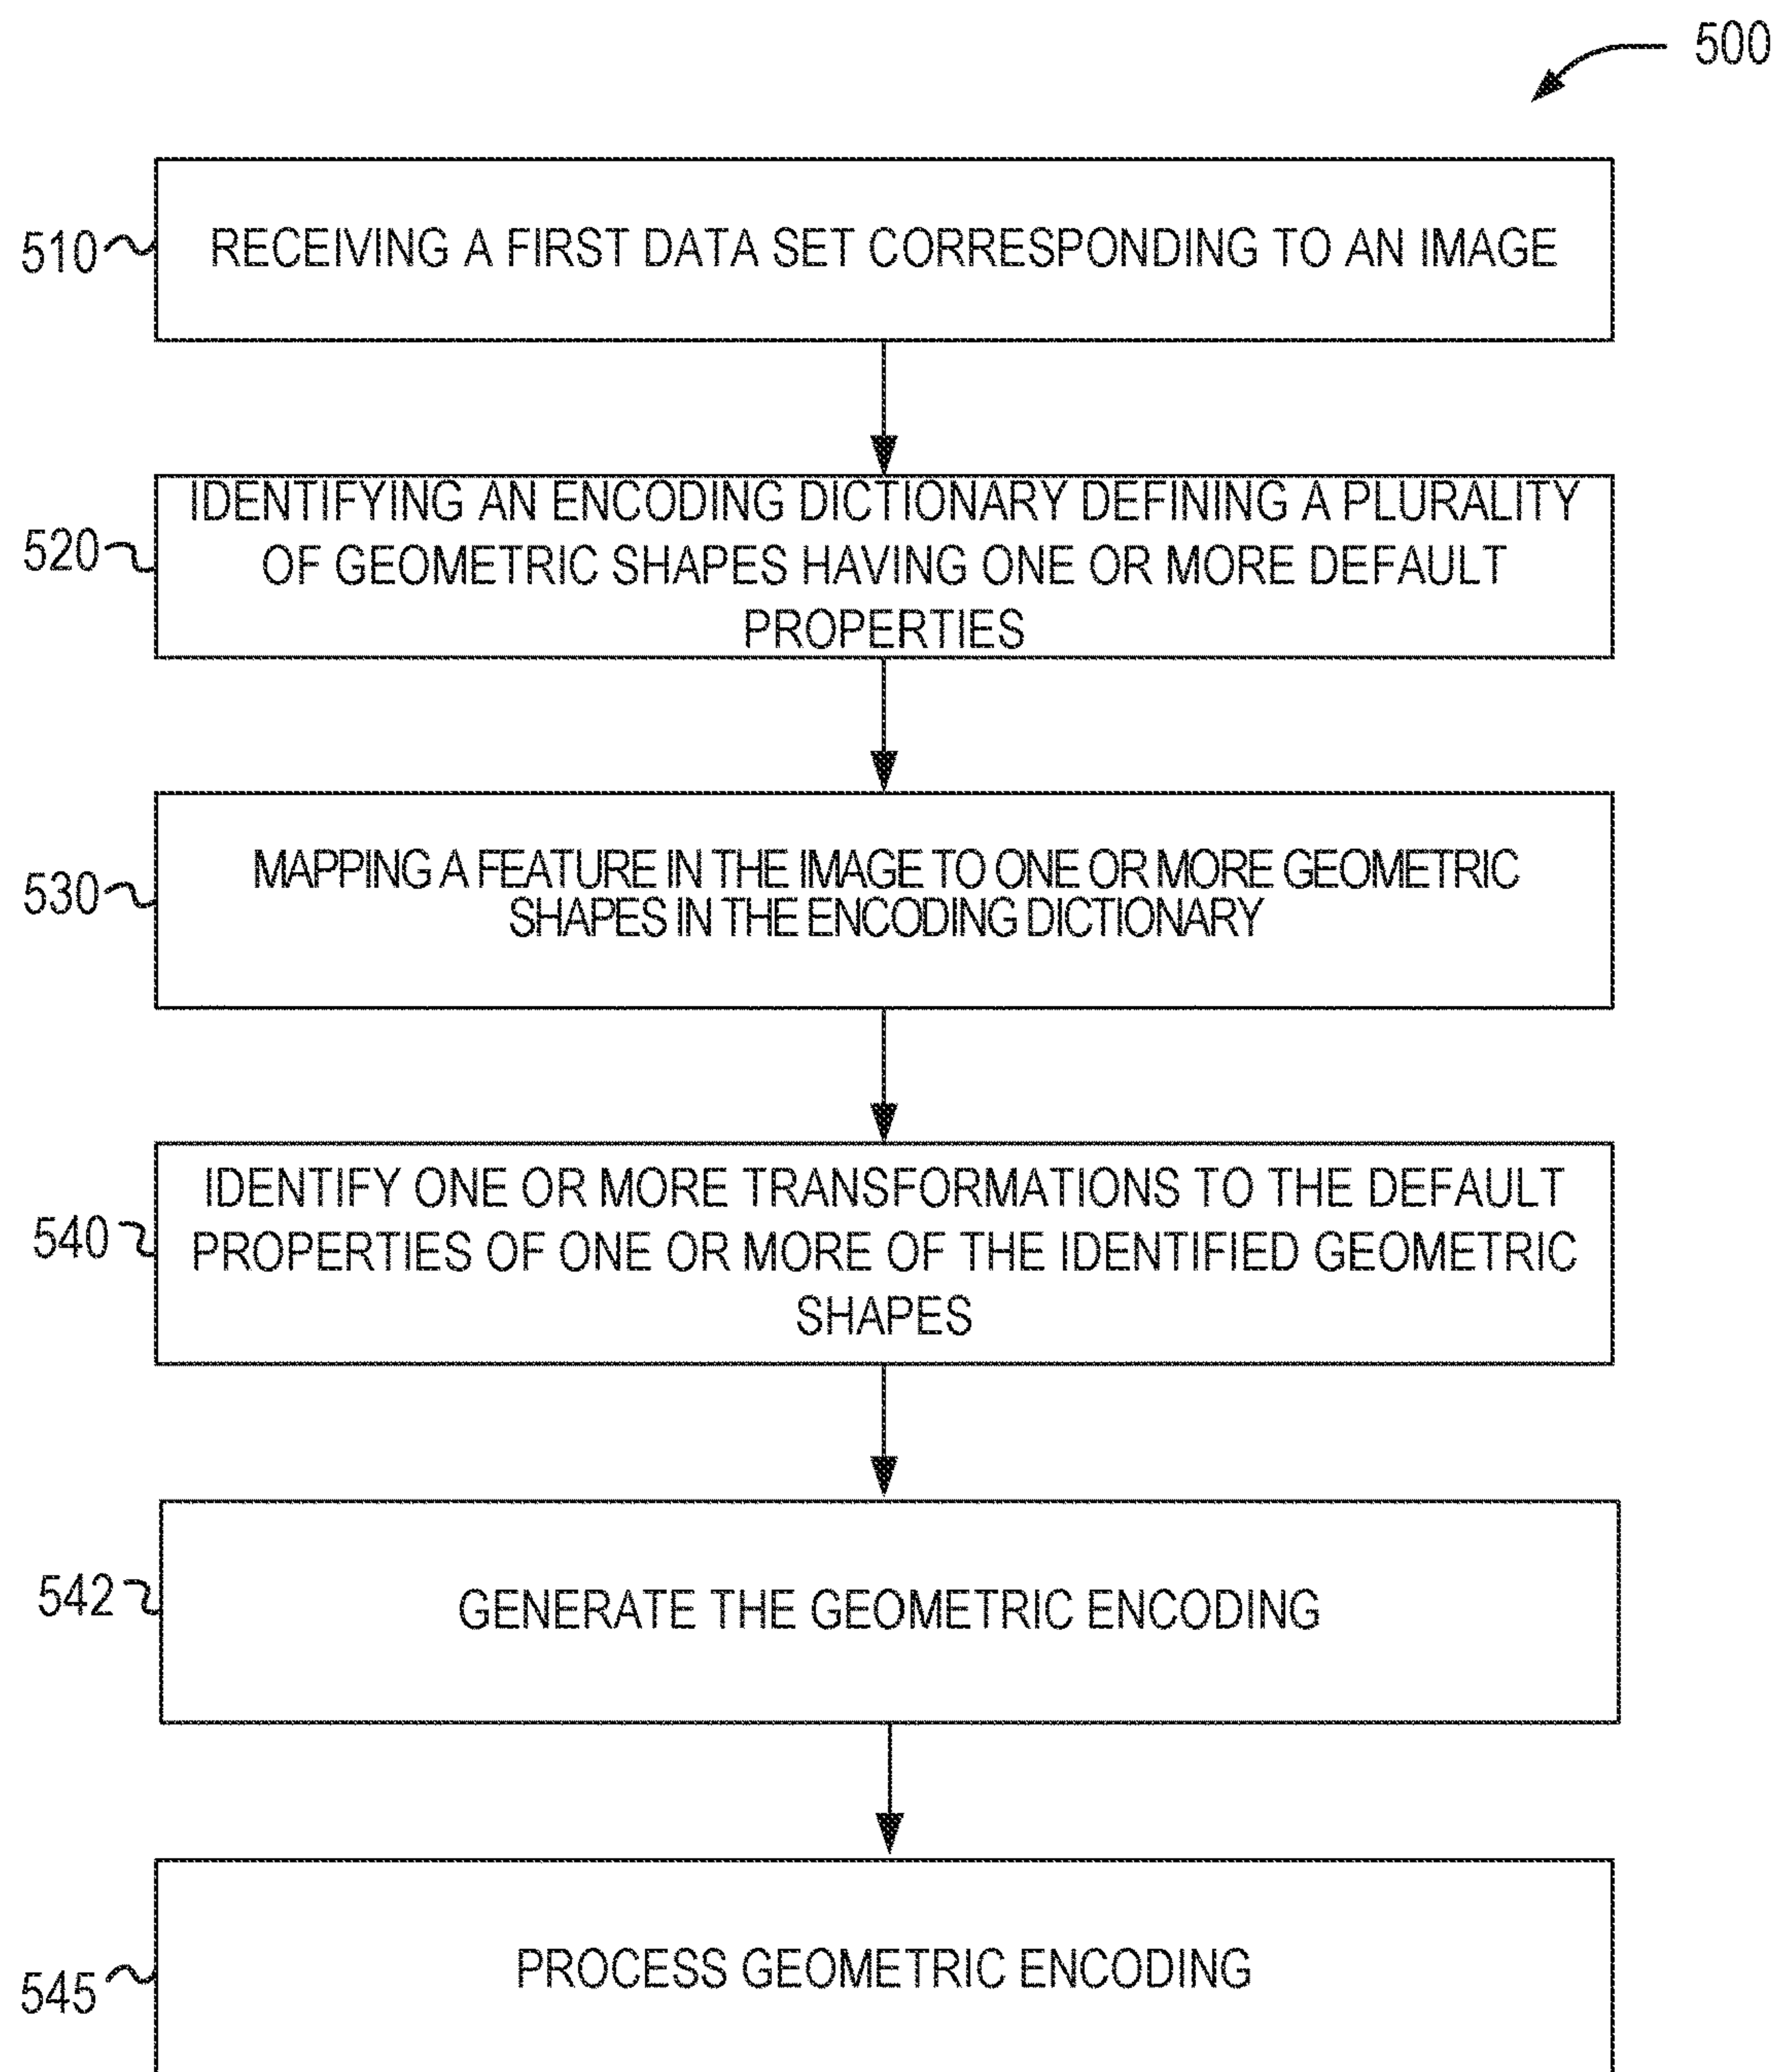 500
510
RECEIVING A FIRST DATA SET CORRESPONDING TO AN IMAGE
520
IDENTIFYING AN ENCODING DICTIONARY DEFINING A PLURALITY
OF GEOMETRIC SHAPES HAVING ONE OR MORE DEFAULT
PROPERTIES
530
MAPPING A FEATURE IN THE IMAGE TO ONE OR MORE GEOMETRIC
SHAPES IN THE ENCODING DICTIONARY
540
IDENTIFY ONE OR MORE TRANSFORMATIONS TO THE DEFAULT
PROPERTIES OF ONE OR MORE OF THE IDENTIFIED GEOMETRIC
SHAPES
542
GENERATE THE GEOMETRIC ENCODING
545
PROCESS GEOMETRIC ENCODING